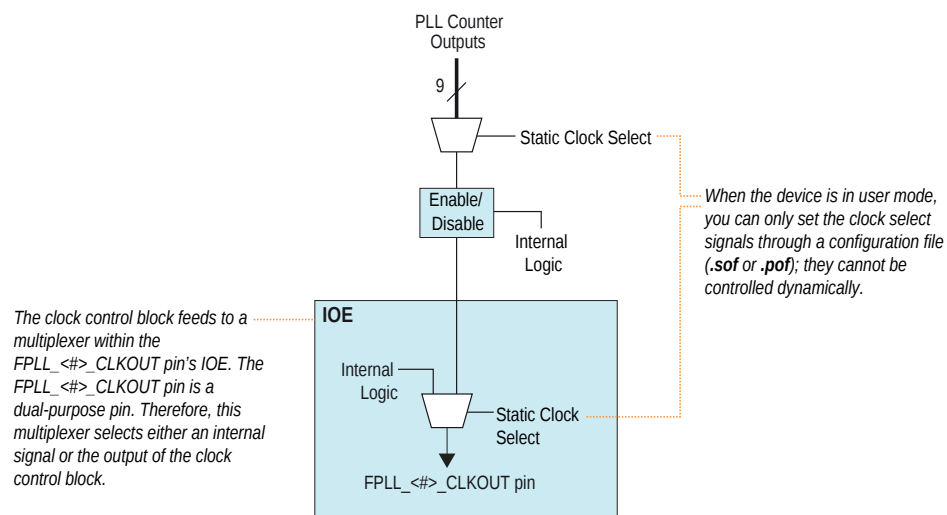 PLL Counter
Outputs
9
Static Clock Select
Enable/
Disable
Internal
Logic
When the device is in user mode,
you can only set the clock select
signals through a configuration file
(.sof or .pof); they cannot be
controlled dynamically.
IOE
The clock control block feeds to a
multiplexer within the
FPLL_<#>_CLKOUT pin's IOE. The
FPLL_<#>_CLKOUT pin is a
dual-purpose pin. Therefore, this
multiplexer selects either an internal
signal or the output of the clock
control block.
Internal
Logic
Static Clock
Select
FPLL_<#>_CLKOUT pin